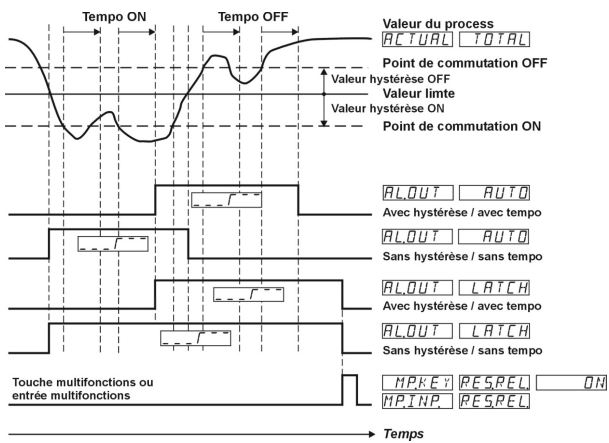 Tempo ON
Tempo OFF
Valeur du process
ACTUAL TOTAL
Point de commutation OFF
Valeur hystérèse OFF
Valeur limte
Valeur hystérèse ON
Point de commutation ON
AL.OUT AUTO
Avec hystérèse / avec tempo
AL.OUT AUTO
Sans hystérèse / sans tempo
AL.OUT LATCH
Avec hystérèse / avec tempo
AL.OUT LATCH
Sans hystérèse / sans tempo
Touche multifonctions ou
entrée multifonctions
MP.KEY RES.REL. ON
MP.INP. RES.REL.
Temps